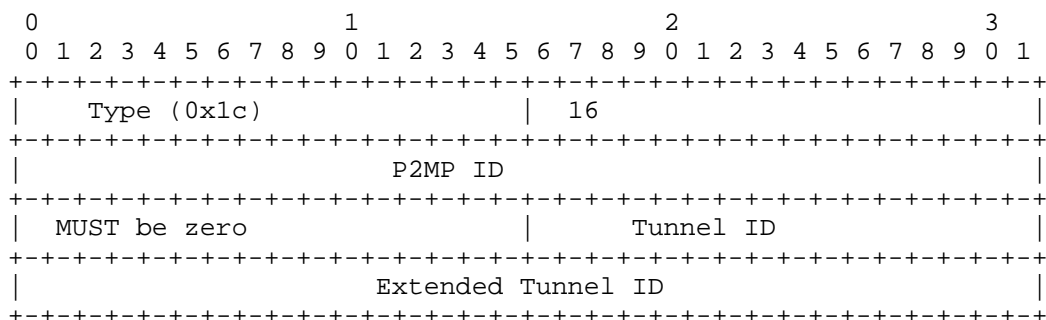 0 1 2 3
0 1 2 3 4 5 6 7 8 9 0 1 2 3 4 5 6 7 8 9 0 1 2 3 4 5 6 7 8 9 0 1
+-+-+-+-+-+-+-+-+-+-+-+-+-+-+-+-+-+-+-+-+-+-+-+-+-+-+-+-+-+-+-+-+
| Type (0x1c) | 16 |
+-+-+-+-+-+-+-+-+-+-+-+-+-+-+-+-+-+-+-+-+-+-+-+-+-+-+-+-+-+-+-+-+
| P2MP ID |
+-+-+-+-+-+-+-+-+-+-+-+-+-+-+-+-+-+-+-+-+-+-+-+-+-+-+-+-+-+-+-+-+
| MUST be zero | Tunnel ID |
+-+-+-+-+-+-+-+-+-+-+-+-+-+-+-+-+-+-+-+-+-+-+-+-+-+-+-+-+-+-+-+-+
| Extended Tunnel ID |
+-+-+-+-+-+-+-+-+-+-+-+-+-+-+-+-+-+-+-+-+-+-+-+-+-+-+-+-+-+-+-+-+